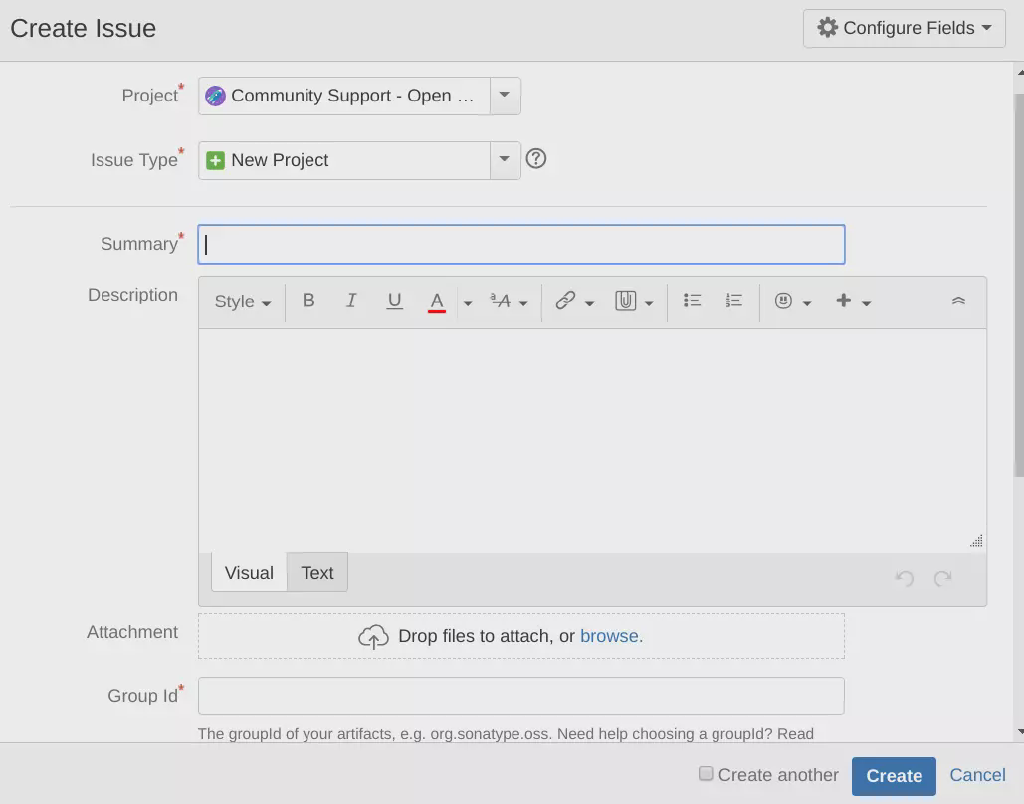 Create Issue
Configure Fields
Project*
Community Support - Open ...
Issue Type*
New Project
Summary*
Description
Style
B I U A ªA
Visual
Text
Attachment
Drop files to attach, or browse.
Group Id*
The groupId of your artifacts, e.g. org.sonatype.oss. Need help choosing a groupId? Read
Create another
Create
Cancel